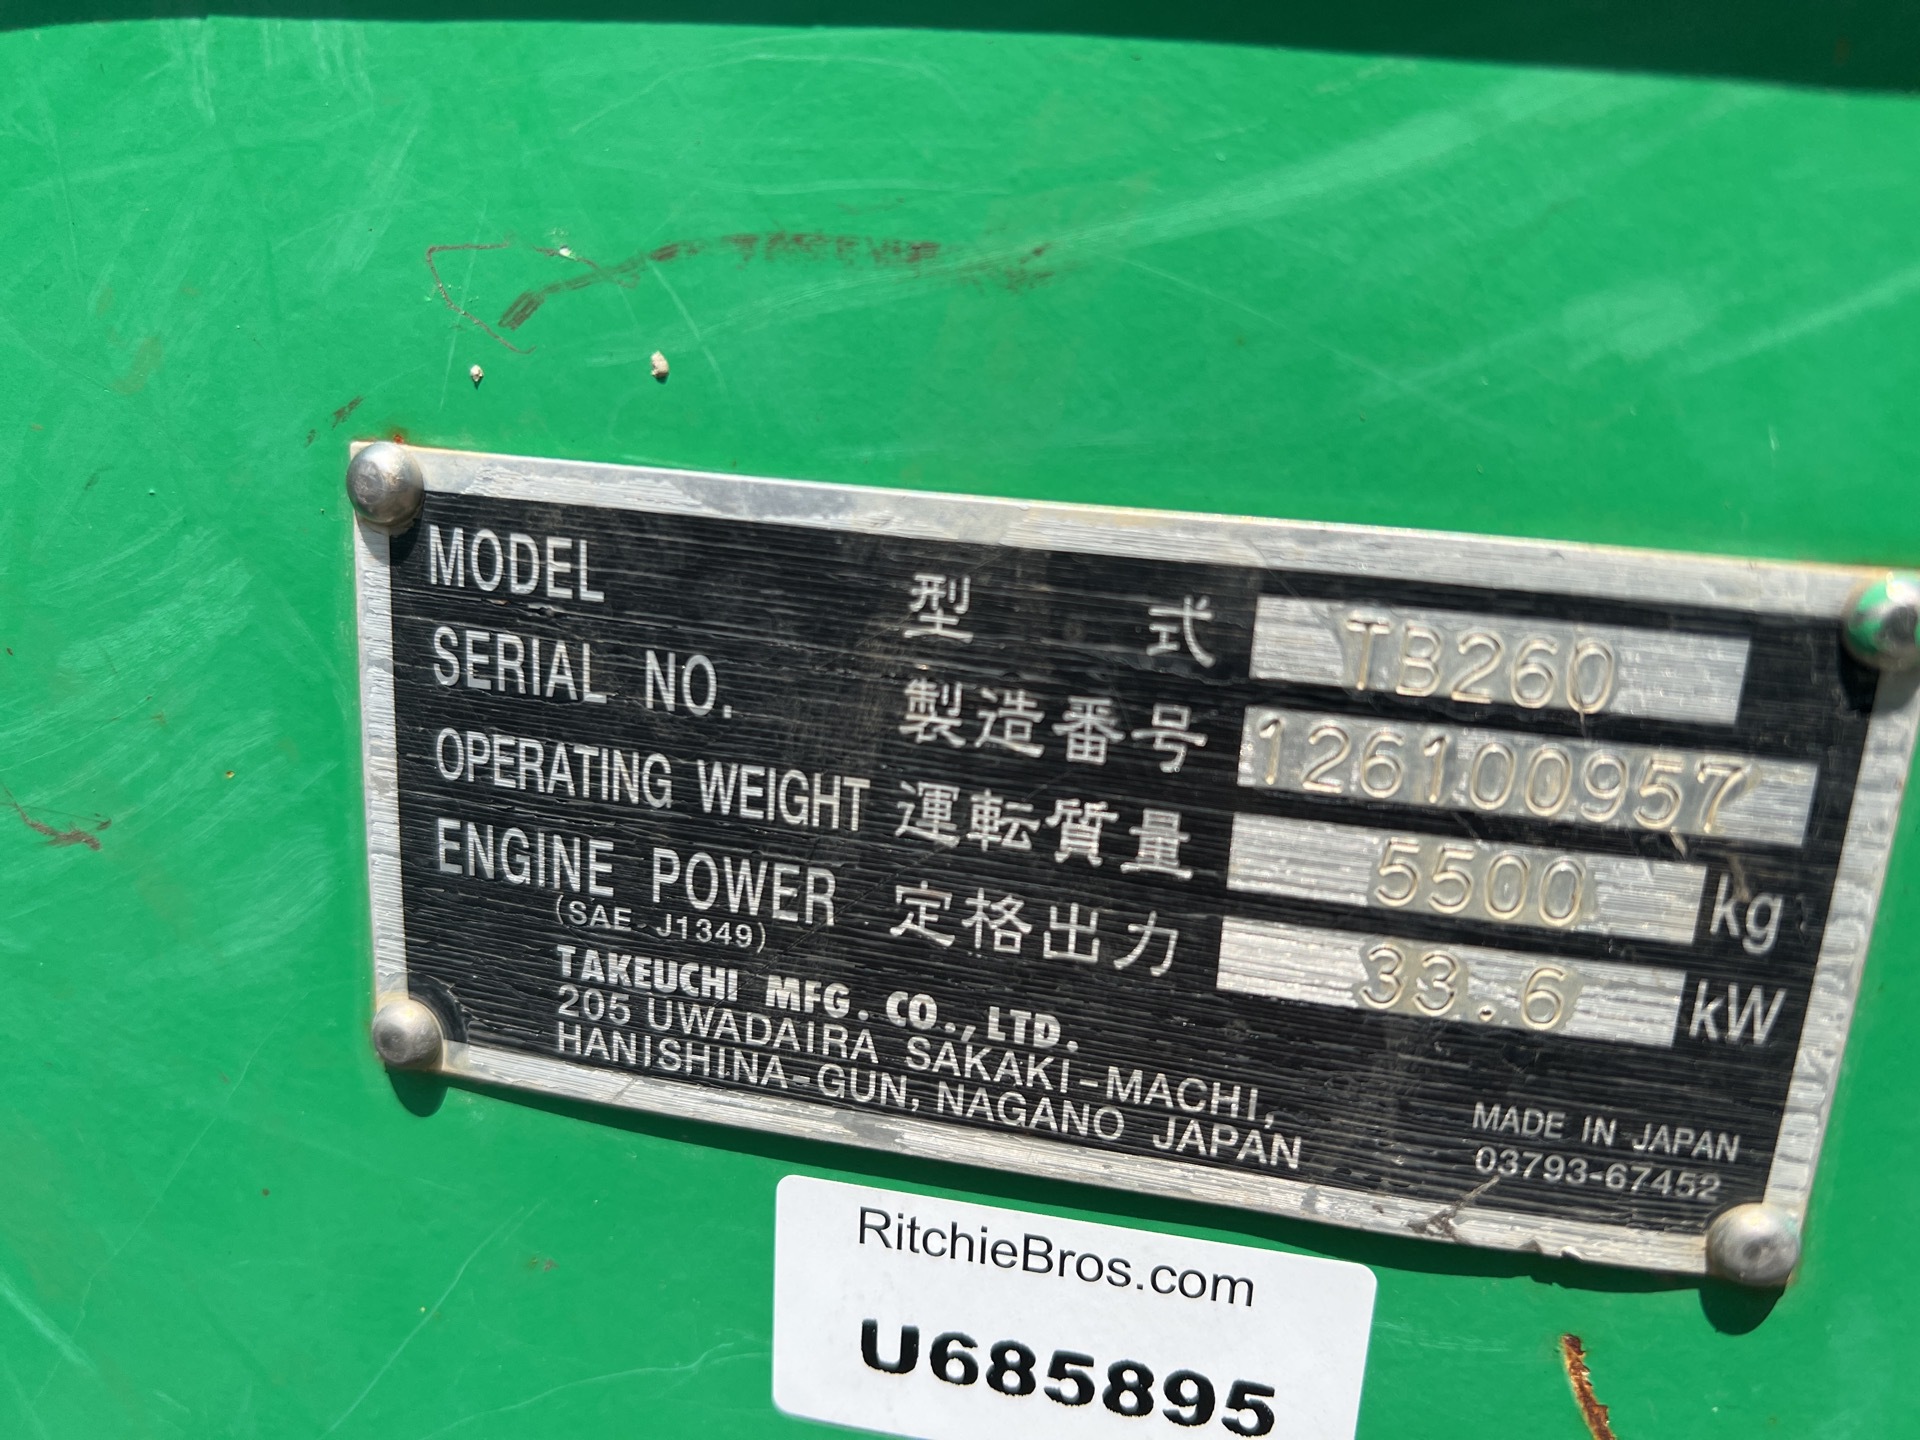 MODEL 型 式 TB260
SERIAL NO. 製造番号 126100957
OPERATING WEIGHT 運転質量 5500 kg
ENGINE POWER 定格出力 33.6 kW
(SAE J1349)
TAKEUCHI MFG. CO., LTD.
205 UWADAIRA SAKAKI-MACHI,
HANISHINA-GUN, NAGANO JAPAN
MADE IN JAPAN
03793-67452
RitchieBros.com
U685895